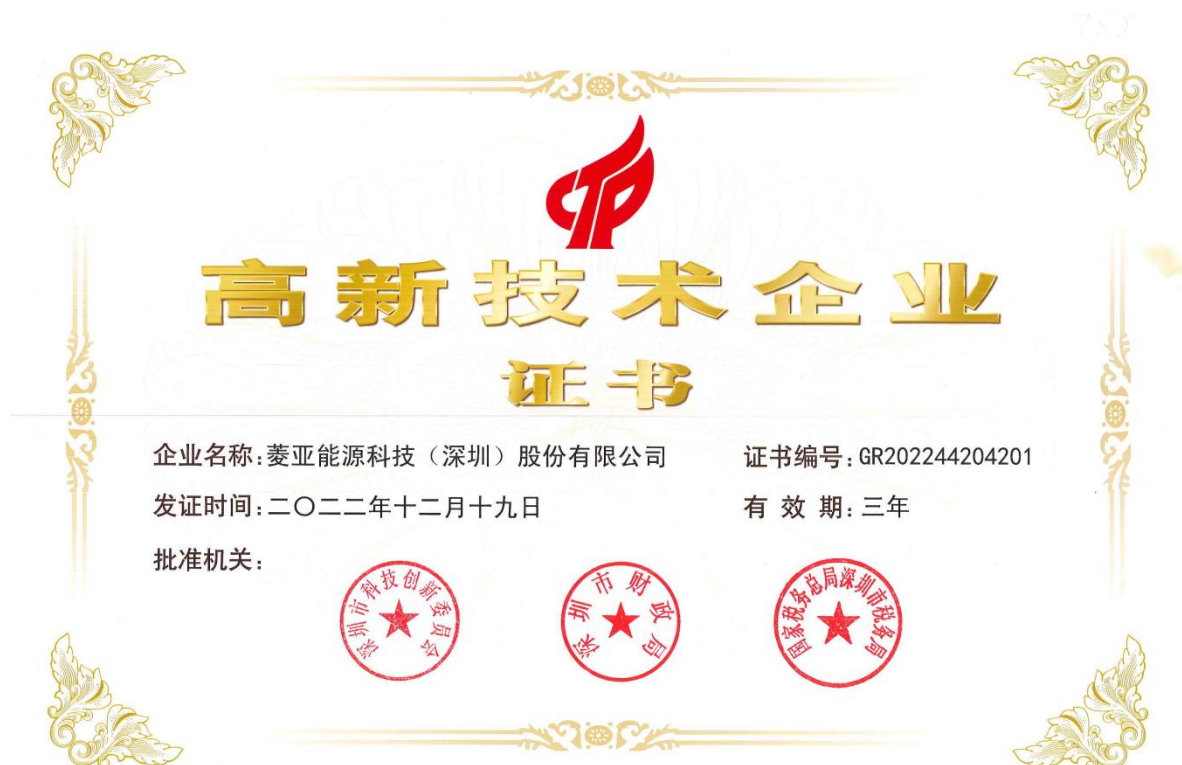 高新技术企业
证书
企业名称:菱亚能源科技（深圳）股份有限公司 证书编号:GR202244204201
发证时间:二〇二二年十二月十九日 有效期:三年
批准机关:
深圳市科技创新委员会
深圳市财政局
国家税务总局深圳市税务局